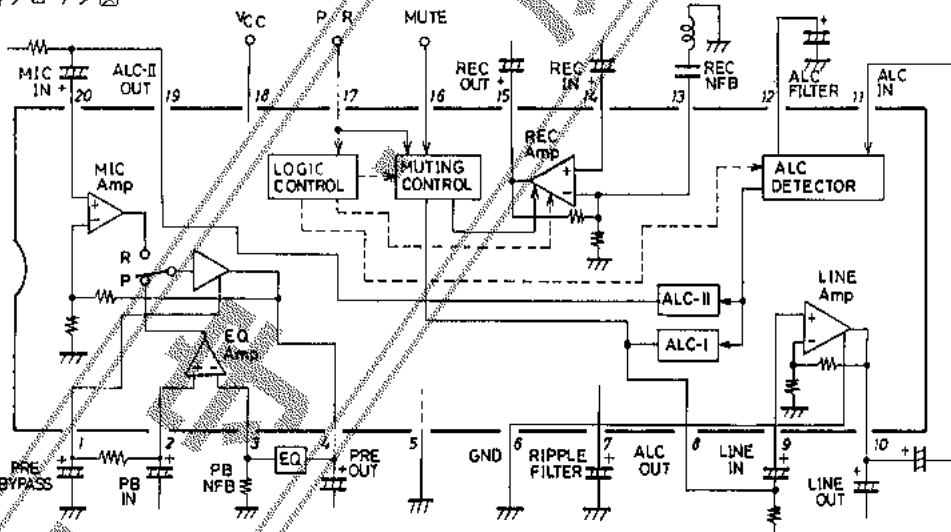 VCC
P R
MUTE
MIC
IN
+
20
ALC-II
OUT
19
18
17
16
REC
OUT
+
15
REC
IN
+
14
REC
NFB
13
+
ALC
FILTER
12
ALC
IN
11
MIC
Amp
+
−
R
P
LOGIC
CONTROL
MUTING
CONTROL
REC
Amp
+
−
ALC
DETECTOR
ALC-II
ALC-I
LINE
Amp
+
−
EQ
Amp
+ −
1
PRE
BYPASS
+
2
+
PB
IN
3
PB
NFB
EQ
4
PRE
OUT
+
5
GND
6
RIPPLE
FILTER
7
+
ALC
OUT
8
LINE
IN
9
+
10
LINE
OUT
+
+